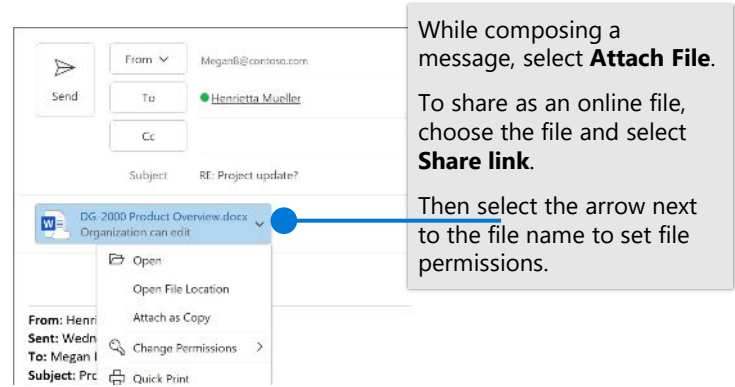 From
MeganB@contoso.com
Send
To
Henrietta Mueller
Cc
Subject
RE: Project update?
DG-2000 Product Overview.docx
Organization can edit
Open
Open File Location
Attach as Copy
Change Permissions
Quick Print
From: Henri
Sent: Wedn
To: Megan
Subject: Pro
While composing a
message, select Attach File.
To share as an online file,
choose the file and select
Share link.
Then select the arrow next
to the file name to set file
permissions.